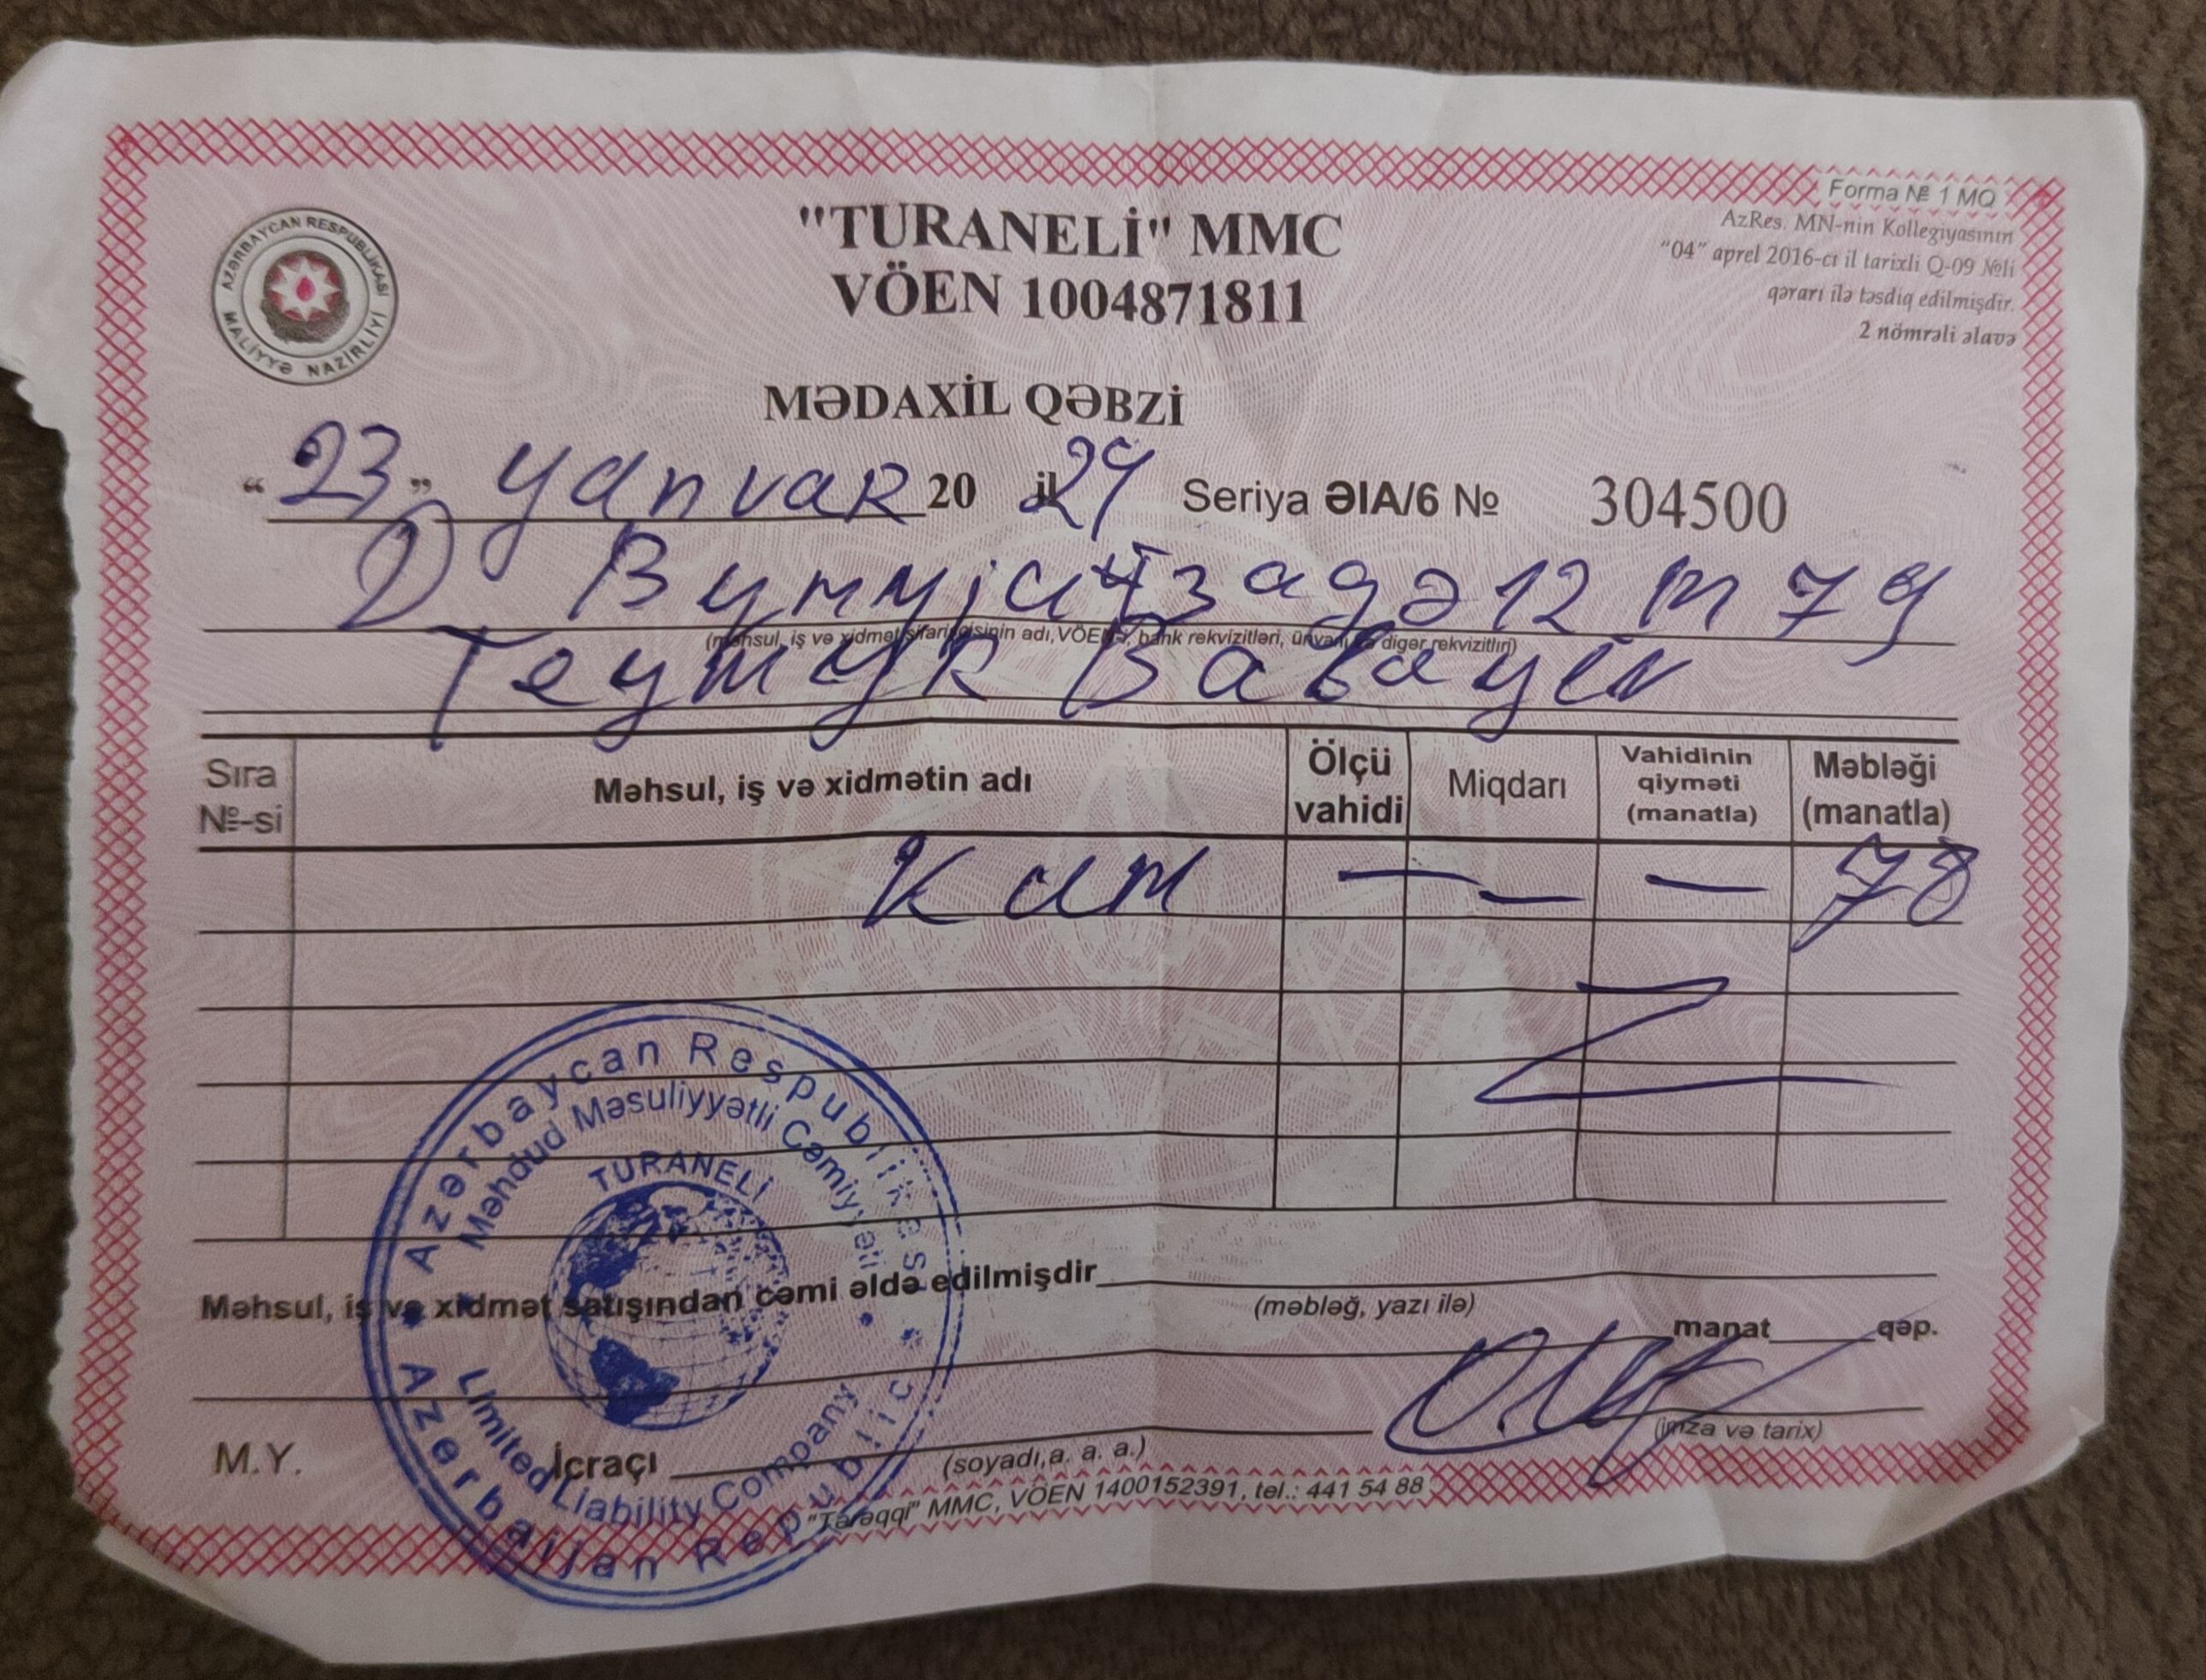 Forma № 1 MQ
AzRes. MN-nin Kollegiyasının
"04" aprel 2016-cı il tarixli Q-09 №li
qərarı ilə təsdiq edilmişdir.
2 nömrəli əlavə
AZƏRBAYCAN RESPUBLİKASI
MALİYYƏ NAZİRLİYİ
"TURANELİ" MMC
VÖEN 1004871811
MƏDAXİL QƏBZİ
"23" yanvar 20 il 24 Seriya ƏIA/6 № 304500
12 m 79
(məhsul, iş və xidmət sifarişçisinin adı, VÖEN-i, bank rekvizitləri, ünvanı və digər rekvizitləri)
Teymyr Babayev
Sıra №-si Məhsul, iş və xidmətin adı Ölçü vahidi Miqdarı Vahidinin qiyməti (manatla) Məbləği (manatla)
— — — 78
Məhsul, iş və xidmət satışından cəmi əldə edilmişdir
(məbləğ, yazı ilə)
manat qəp.
(imza və tarix)
M.Y. İcraçı
(soyadı,a. a. a.)
"Tərəqqi" MMC, VÖEN 1400152391, tel.: 441 54 88
Azərbaycan Respublikası
Məhdud Məsuliyyətli Cəmiyyəti
TURANELİ
Limited Liability Company
Azerbaijan Republic